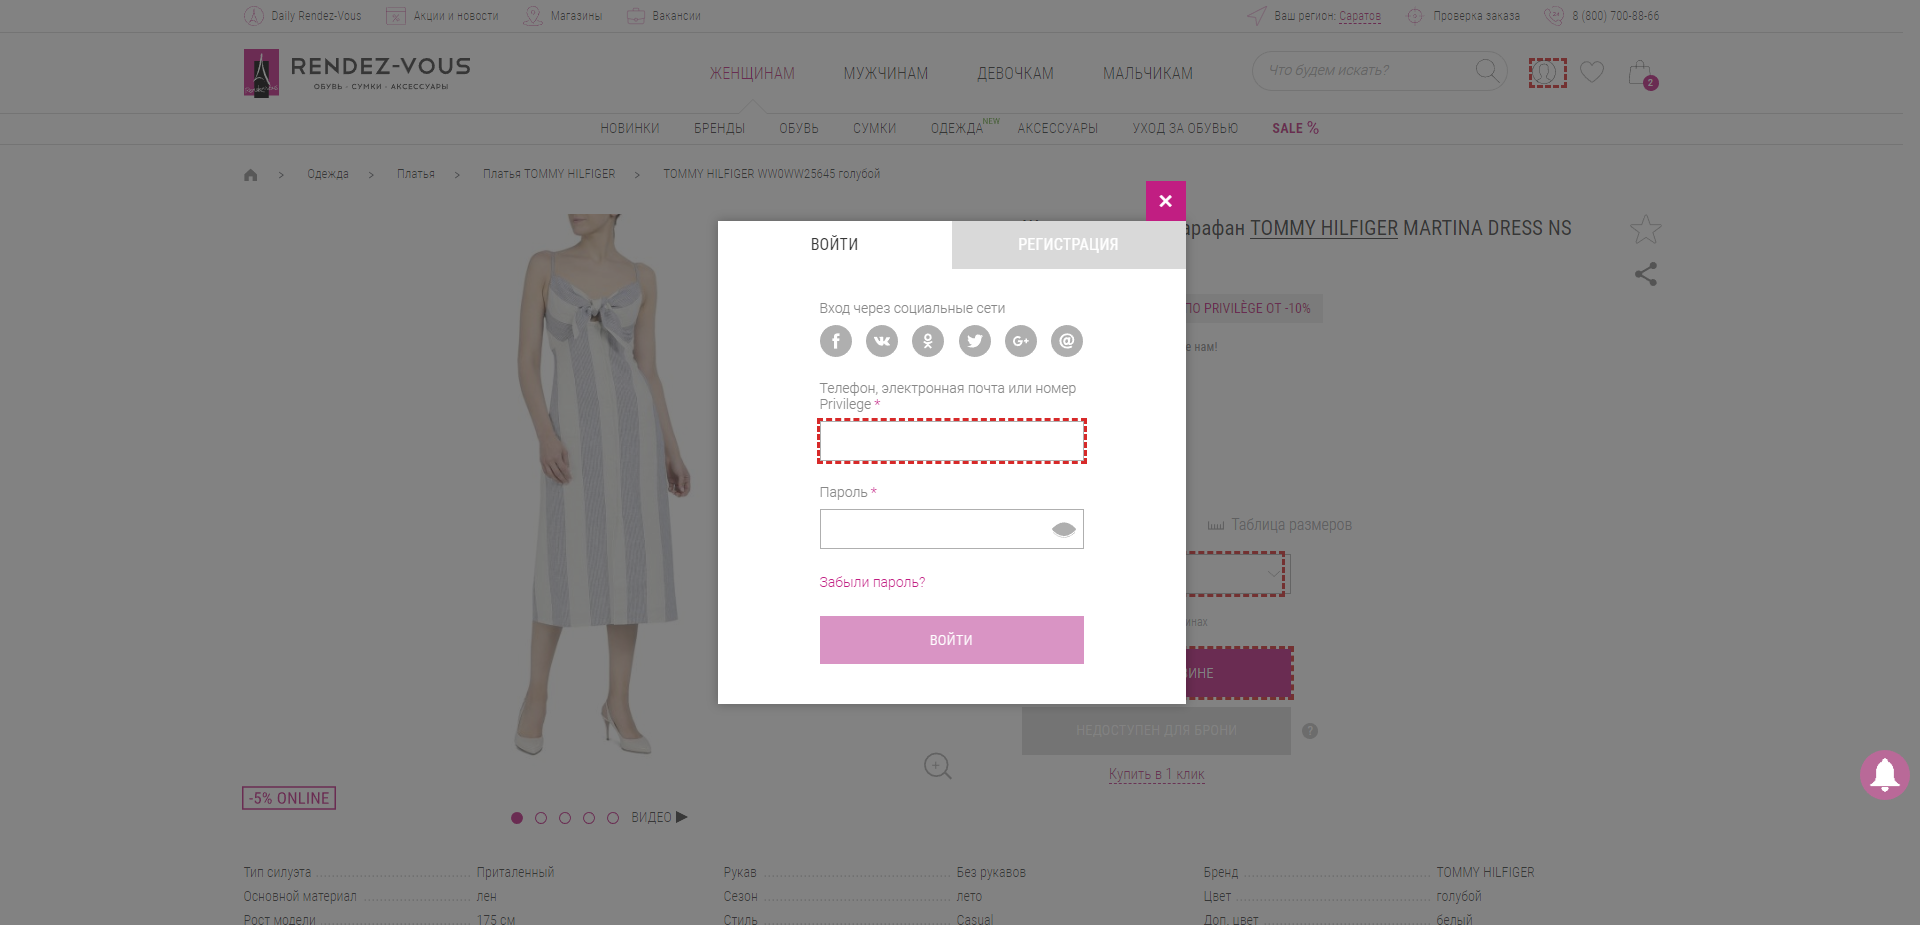 Daily Rendez-Vous
Акции и новости
Магазины
Вакансии
Ваш регион: Саратов
Проверка заказа
8 (800) 700-88-66
RENDEZ-VOUS
ОБУВЬ · СУМКИ · АКСЕССУАРЫ
ЖЕНЩИНАМ
МУЖЧИНАМ
ДЕВОЧКАМ
МАЛЬЧИКАМ
Что будем искать?
2
НОВИНКИ
БРЕНДЫ
ОБУВЬ
СУМКИ
ОДЕЖДА NEW
АКСЕССУАРЫ
УХОД ЗА ОБУВЬЮ
SALE %
> Одежда > Платья > Платья TOMMY HILFIGER > TOMMY HILFIGER WW0WW25645 голубой
арафан TOMMY HILFIGER MARTINA DRESS NS
ВОЙТИ
РЕГИСТРАЦИЯ
Вход через социальные сети
ПО PRIVILÈGE ОТ -10%
е нам!
Телефон, электронная почта или номер
Privilege *
Пароль *
Таблица размеров
Забыли пароль?
инах
ВОЙТИ
ЗИНЕ
НЕДОСТУПЕН ДЛЯ БРОНИ
?
Купить в 1 клик
-5% ONLINE
ВИДЕО
Тип силуэта Приталенный
Рукав Без рукавов
Бренд TOMMY HILFIGER
Основной материал лен
Сезон лето
Цвет голубой
Рост модели 175 см
Стиль Casual
Доп. цвет белый